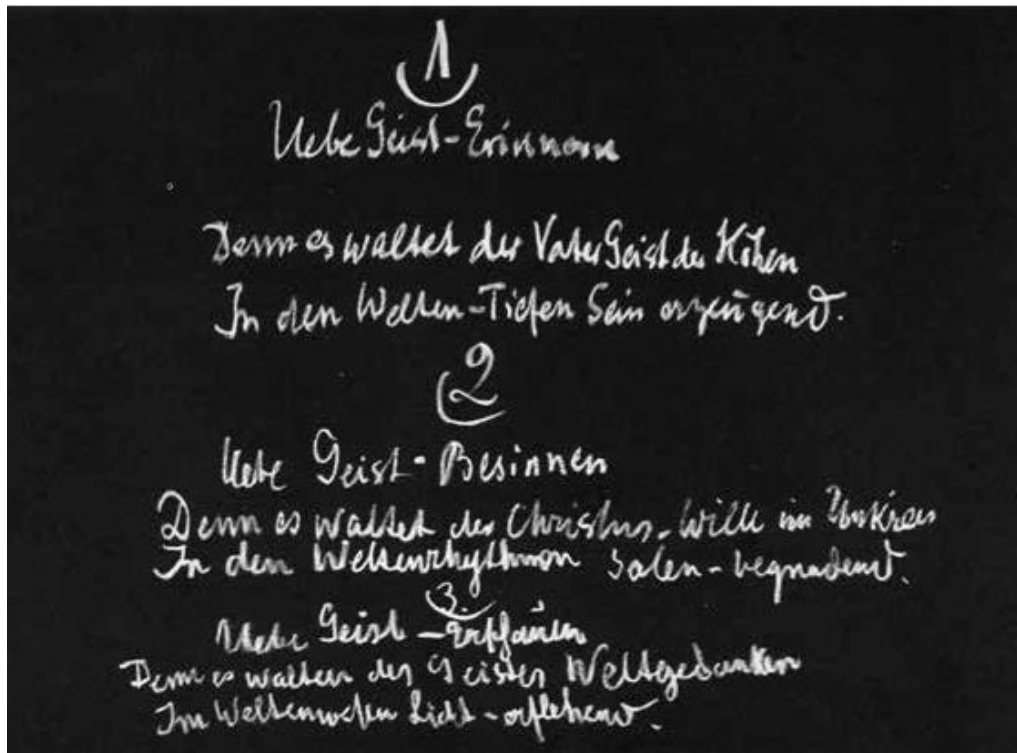 1
Uebe Geist-Erinnern
Denn es waltet der Vater Geist der Höhen
In den Welten-Tiefen Sein erzeugend.
2
Uebe Geist-Besinnen
Denn es waltet der Christus-Wille im Umkreis
In den Weltenrhythmen Selen-begnadend.
3.
Uebe Geist-Erschauen
Denn es walten des Geistes Weltgedanken
Im Weltenwesen Licht-erflehend.